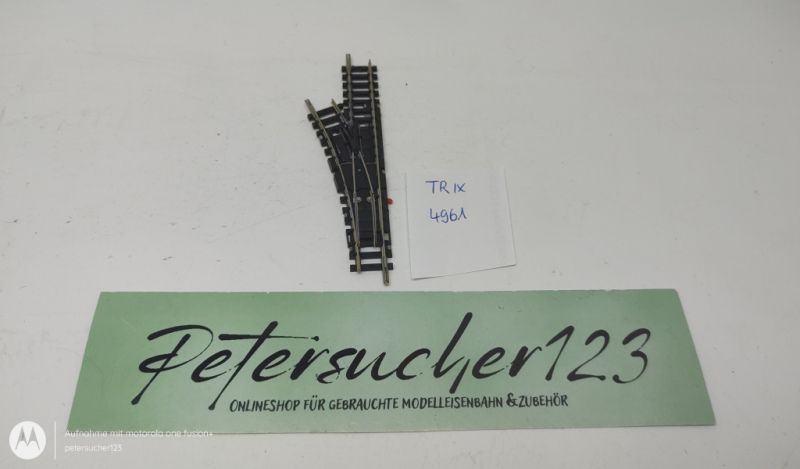 TRIX
4961
Petersucher123
ONLINESHOP FÜR GEBRAUCHTE MODELLEISENBAHN & ZUBEHÖR
Aufnahme mit motorola one fusion+
petersucher123